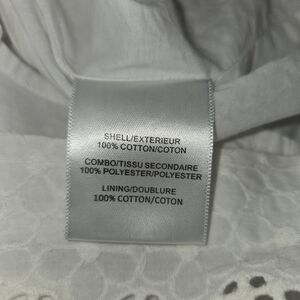 SHELL/EXTERIEUR
100% COTTON/COTON
COMBO/TISSU SECONDAIRE
100% POLYESTER/POLYESTER
LINING/DOUBLURE
100% COTTON/COTON